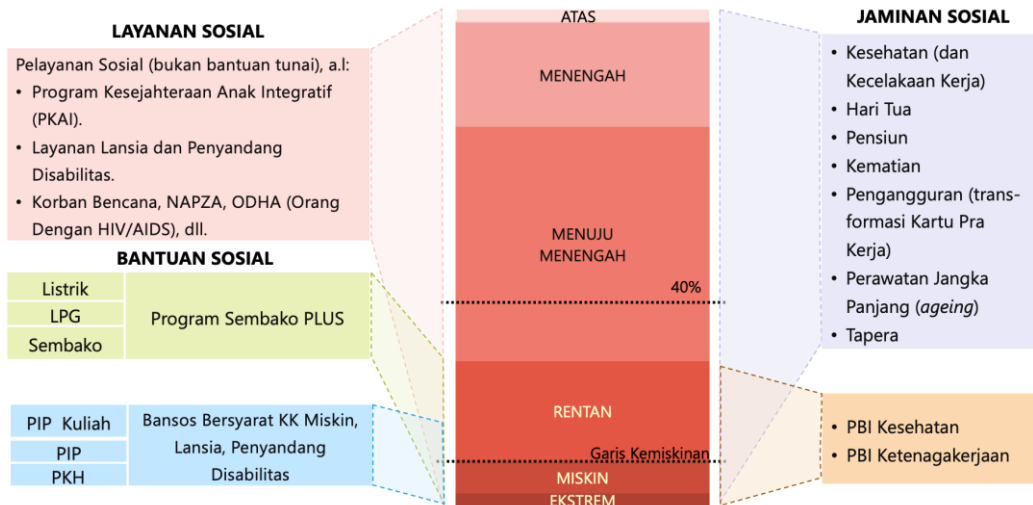 LAYANAN SOSIAL
Pelayanan Sosial (bukan bantuan tunai), a.l:
• Program Kesejahteraan Anak Integratif
(PKAI).
• Layanan Lansia dan Penyandang
Disabilitas.
• Korban Bencana, NAPZA, ODHA (Orang
Dengan HIV/AIDS), dll.
BANTUAN SOSIAL
Listrik
LPG
Sembako
Program Sembako PLUS
PIP Kuliah
PIP
PKH
Bansos Bersyarat KK Miskin,
Lansia, Penyandang
Disabilitas
ATAS
MENENGAH
MENUJU
MENENGAH
40%
RENTAN
Garis Kemiskinan
MISKIN
EKSTREM
JAMINAN SOSIAL
• Kesehatan (dan
Kecelakaan Kerja)
• Hari Tua
• Pensiun
• Kematian
• Pengangguran (trans-
formasi Kartu Pra
Kerja)
• Perawatan Jangka
Panjang (ageing)
• Tapera
• PBI Kesehatan
• PBI Ketenagakerjaan